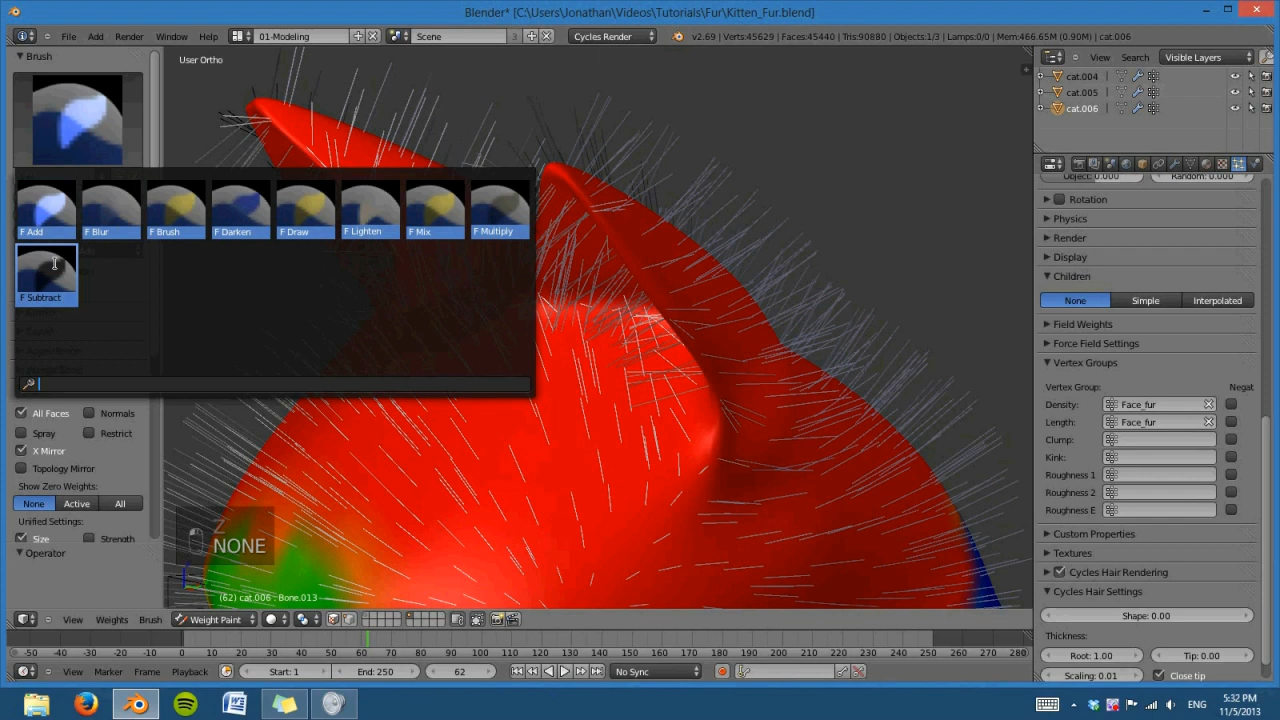 Blender* [C:\Users\Jonathan\Videos\Tutorials\Fur\Kitten_Fur.blend]
File Add Render Window Help 01-Modeling Scene 3 Cycles Render v2.69 | Verts:45629 | Faces:45440 | Tris:90880 | Objects:1/3 | Lamps:0/0 | Mem:466.65M (0.90M) | cat.006
Brush
User Ortho
View Search Visible Layers
cat.004
cat.005
cat.006
Object: 0.000 Random: 0.000
Rotation
Physics
Render
Display
Children
None Simple Interpolated
Field Weights
Force Field Settings
Vertex Groups
Vertex Group: Negat
Density: Face_fur
Length: Face_fur
Clump:
Kink:
Roughness 1
Roughness 2
Roughness E
Custom Properties
Textures
Cycles Hair Rendering
Cycles Hair Settings
Shape: 0.00
Thickness:
Root: 1.00 Tip: 0.00
Scaling: 0.01 Close tip
F Add F Blur F Brush F Darken F Draw F Lighten F Mix F Multiply
F Subtract
All Faces Normals
Spray Restrict
X Mirror
Topology Mirror
Show Zero Weights:
None Active All
Unified Settings:
Size Strength
Operator
Z
NONE
(62) cat.006 : Bone.013
View Weights Brush Weight Paint
-50 -40 -30 -20 -10 0 10 20 30 40 50 60 70 80 90 100 110 120 130 140 150 160 170 180 190 200 210 220 230 240 250 260 270 280
View Marker Frame Playback Start: 1 End: 250 62 No Sync
ENG
5:32 PM
11/5/2013